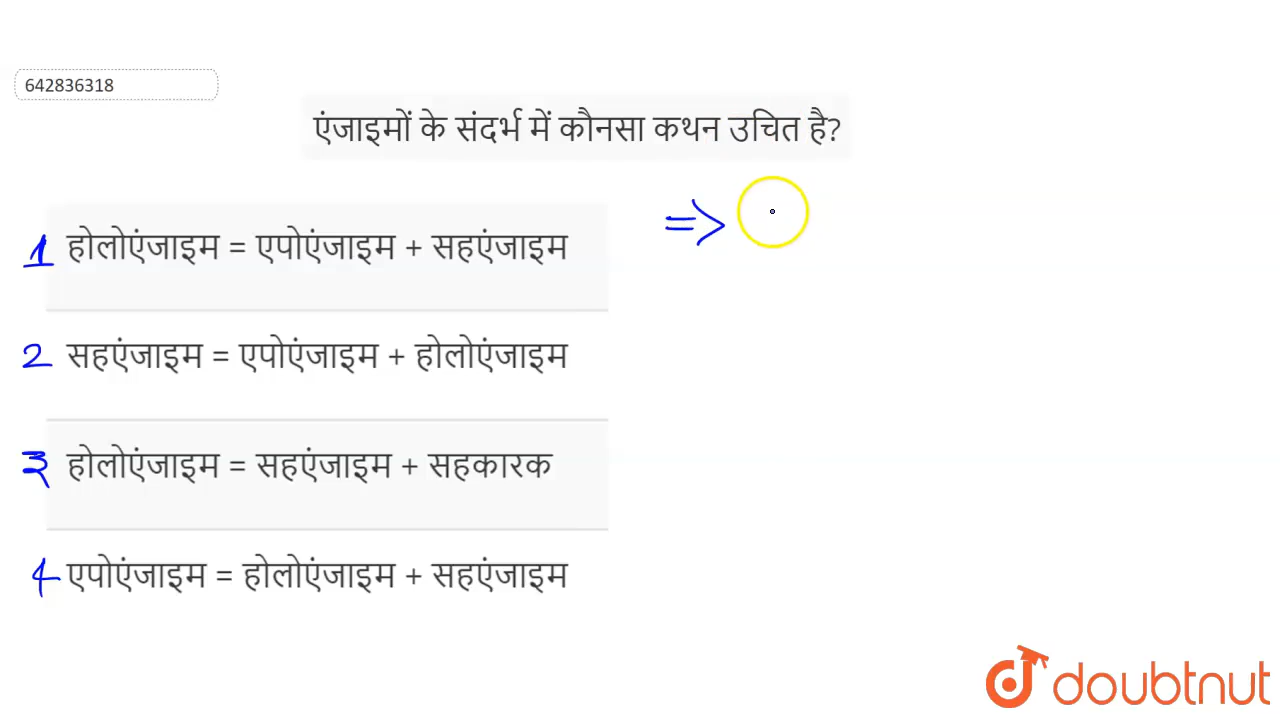 642836318
एंजाइमों के संदर्भ में कौनसा कथन उचित है?
=>
1 होलोएंजाइम = एपोएंजाइम + सहएंजाइम
2 सहएंजाइम = एपोएंजाइम + होलोएंजाइम
3 होलोएंजाइम = सहएंजाइम + सहकारक
4 एपोएंजाइम = होलोएंजाइम + सहएंजाइम
doubtnut